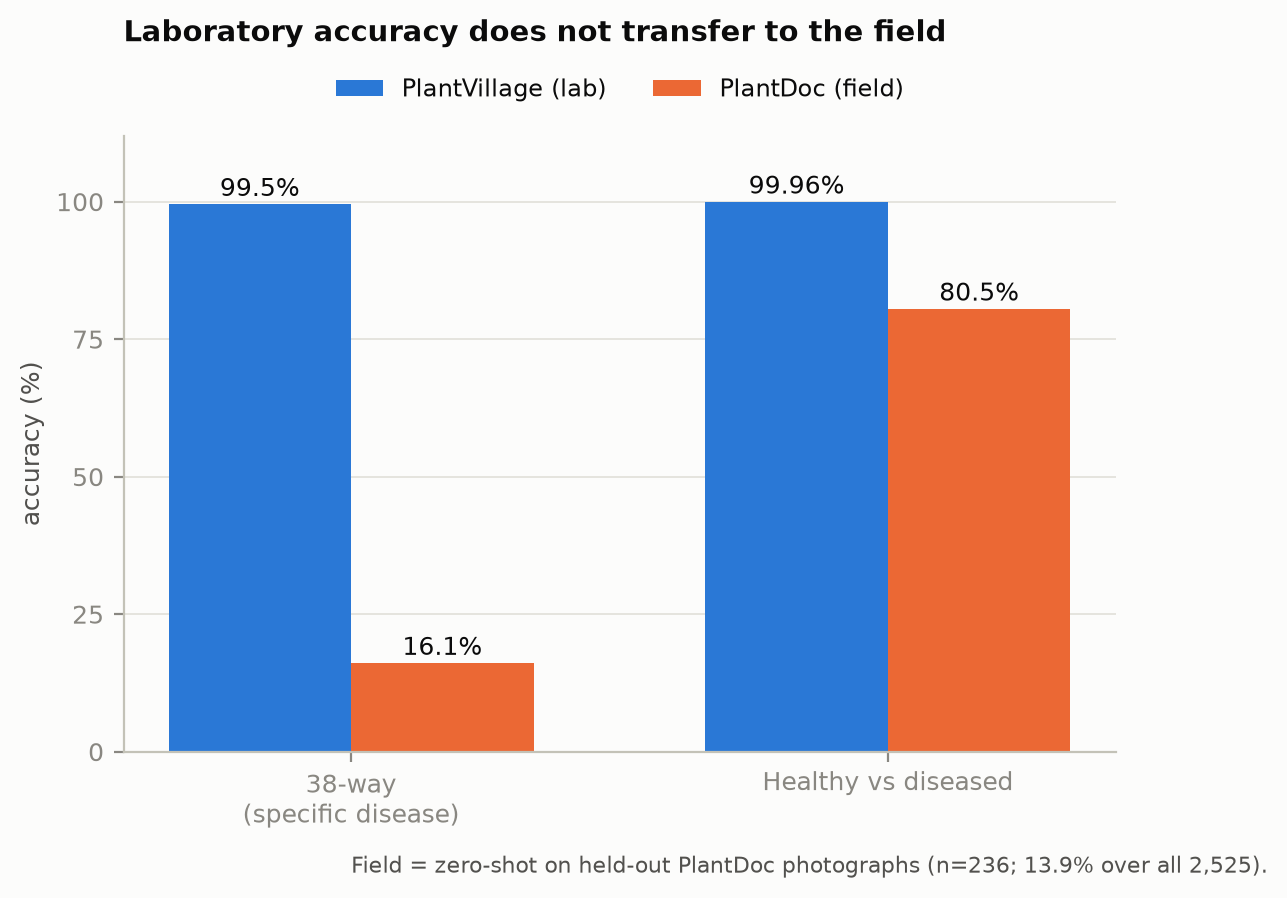 Laboratory accuracy does not transfer to the field
PlantVillage (lab) PlantDoc (field)
accuracy (%)
100
75
50
25
0
99.5%
16.1%
99.96%
80.5%
38-way
(specific disease)
Healthy vs diseased
Field = zero-shot on held-out PlantDoc photographs (n=236; 13.9% over all 2,525).